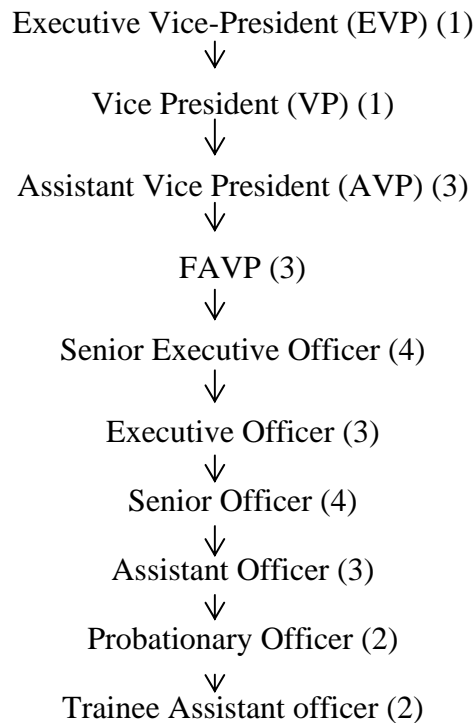 Executive Vice-President (EVP) (1)
Vice President (VP) (1)
Assistant Vice President (AVP) (3)
FAVP (3)
Senior Executive Officer (4)
Executive Officer (3)
Senior Officer (4)
Assistant Officer (3)
Probationary Officer (2)
Trainee Assistant officer (2)